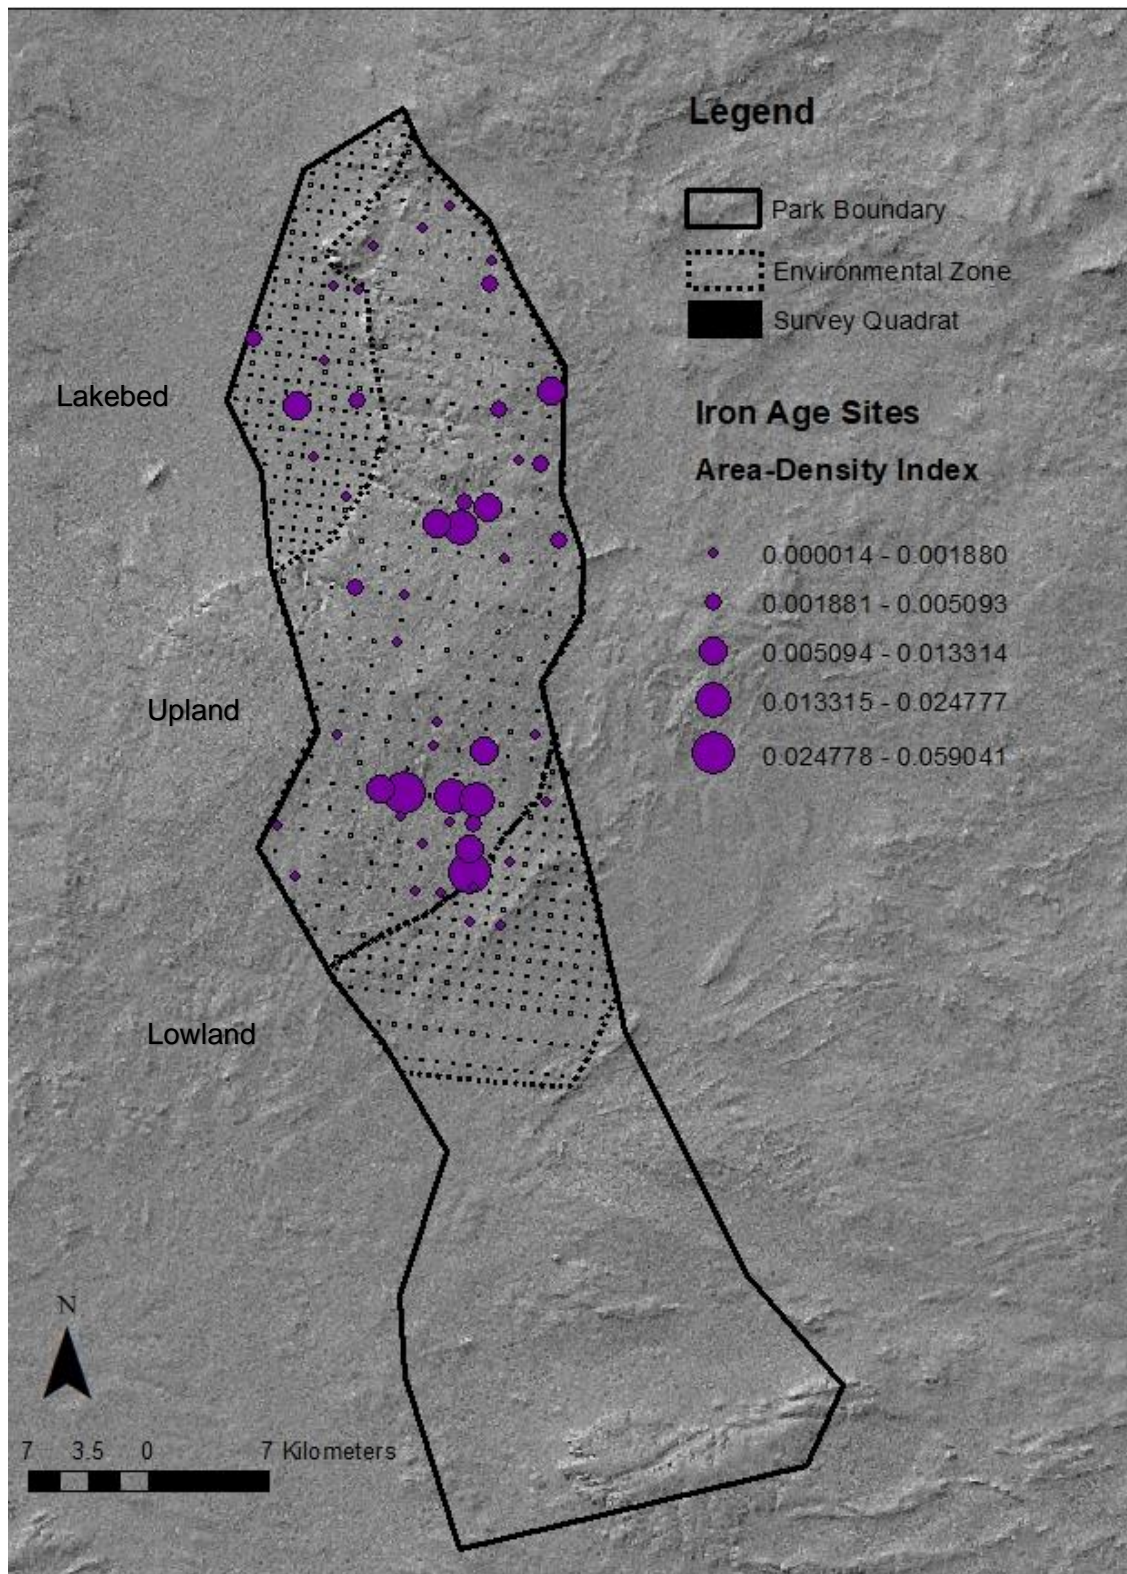 Legend
Park Boundary
Environmental Zone
Survey Quadrat
Lakebed
Iron Age Sites
Area-Density Index
0.000014 - 0.001880
0.001881 - 0.005093
0.005094 - 0.013314
0.013315 - 0.024777
0.024778 - 0.059041
Upland
Lowland
N
7 3.5 0 7 Kilometers